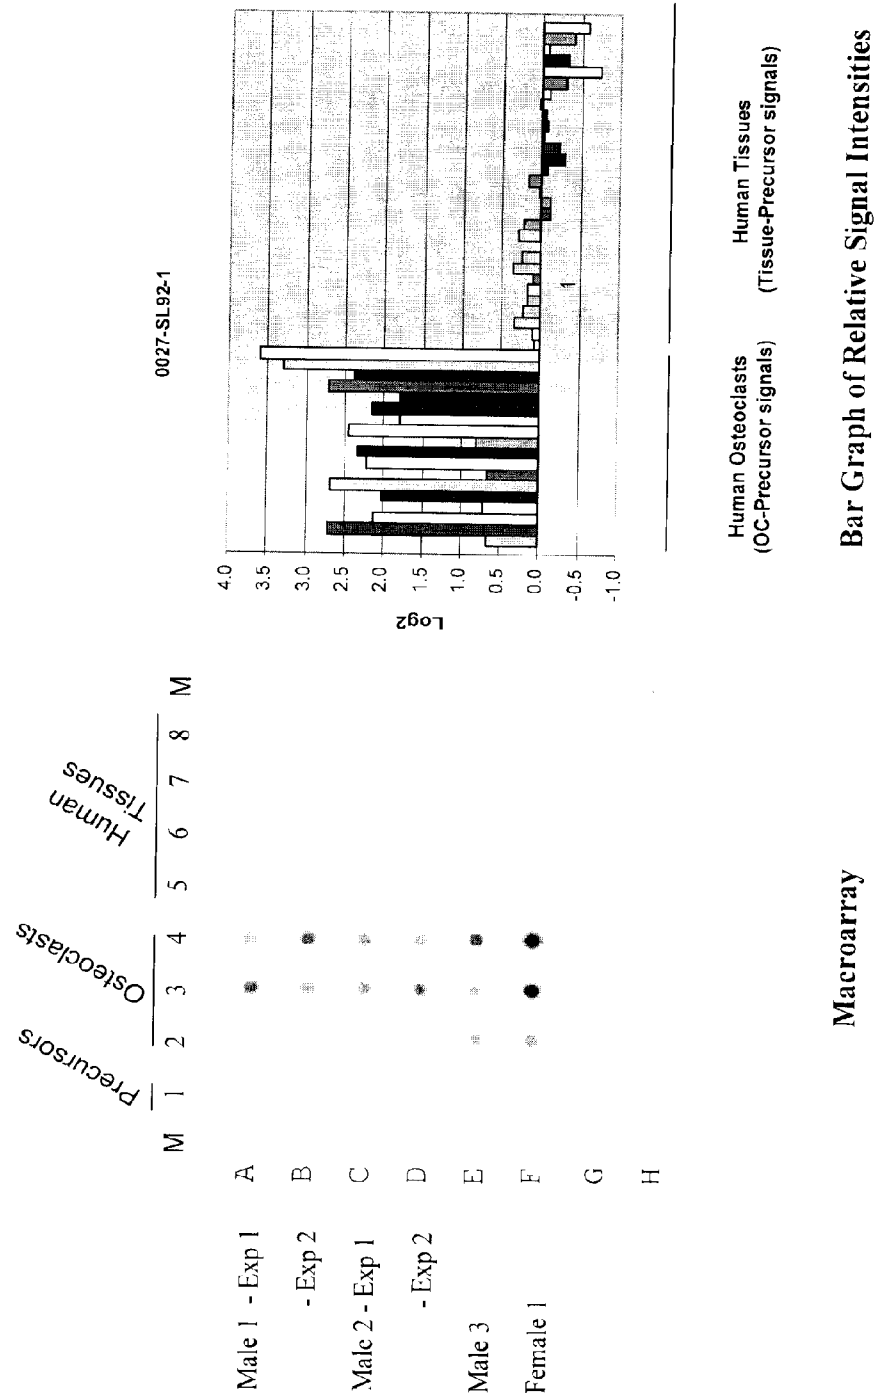 Precursors
Osteoclasts
Human
Tissues
M 1 2 3 4 5 6 7 8 M
Male 1 - Exp 1 A
- Exp 2 B
Male 2 - Exp 1 C
- Exp 2 D
Male 3 E
Female 1 F
G
H
Macroarray
0027-SL92-1
Log2
4.0
3.5
3.0
2.5
2.0
1.5
1.0
0.5
0.0
-0.5
-1.0
1
Human Osteoclasts
(OC-Precursor signals)
Human Tissues
(Tissue-Precursor signals)
Bar Graph of Relative Signal Intensities